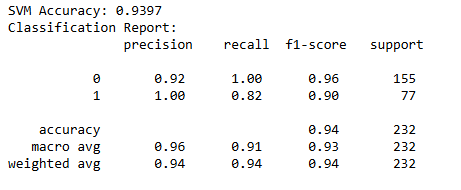 SVM Accuracy: 0.9397
Classification Report:
precision recall f1-score support
0 0.92 1.00 0.96 155
1 1.00 0.82 0.90 77
accuracy 0.94 232
macro avg 0.96 0.91 0.93 232
weighted avg 0.94 0.94 0.94 232